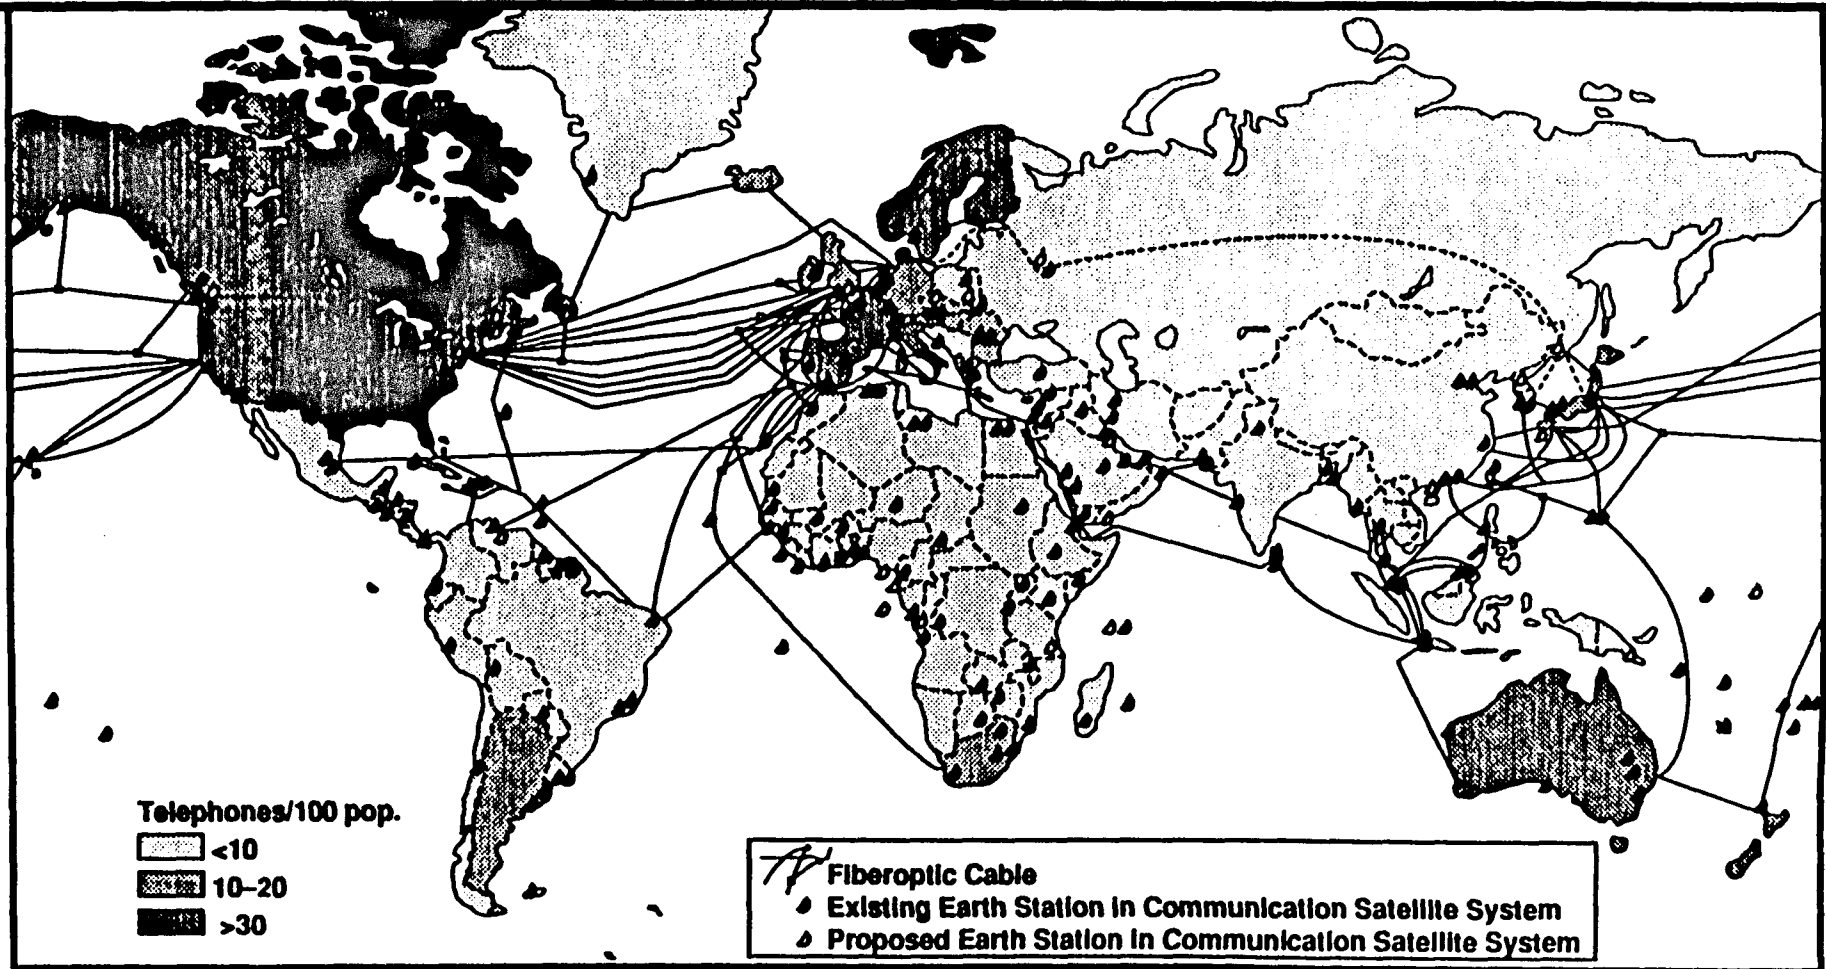 Telephones/100 pop.
<10
10–20
>30
Fiberoptic Cable
Existing Earth Station in Communication Satellite System
Proposed Earth Station in Communication Satellite System